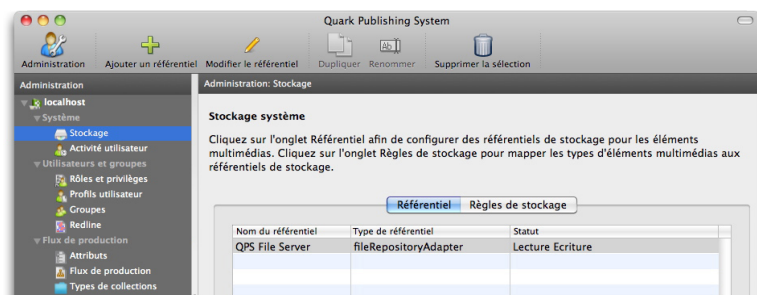 Quark Publishing System
Administration Ajouter un référentiel Modifier le référentiel Dupliquer Renommer Supprimer la sélection
Administration
Administration: Stockage
localhost
Système
Stockage
Activité utilisateur
Utilisateurs et groupes
Rôles et privilèges
Profils utilisateur
Groupes
Redline
Flux de production
Attributs
Flux de production
Types de collections
Stockage système
Cliquez sur l'onglet Référentiel afin de configurer des référentiels de stockage pour les éléments
multimédias. Cliquez sur l'onglet Règles de stockage pour mapper les types d'éléments multimédias aux
référentiels de stockage.
Référentiel Règles de stockage
Nom du référentiel Type de référentiel Statut
QPS File Server fileRepositoryAdapter Lecture Ecriture